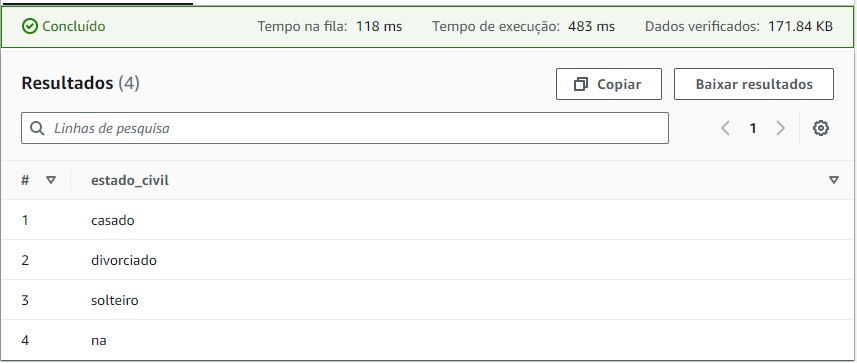 Concluído Tempo na fila: 118 ms Tempo de execução: 483 ms Dados verificados: 171.84 KB
Resultados (4) Copiar Baixar resultados
Linhas de pesquisa 1
# estado_civil
1 casado
2 divorciado
3 solteiro
4 na